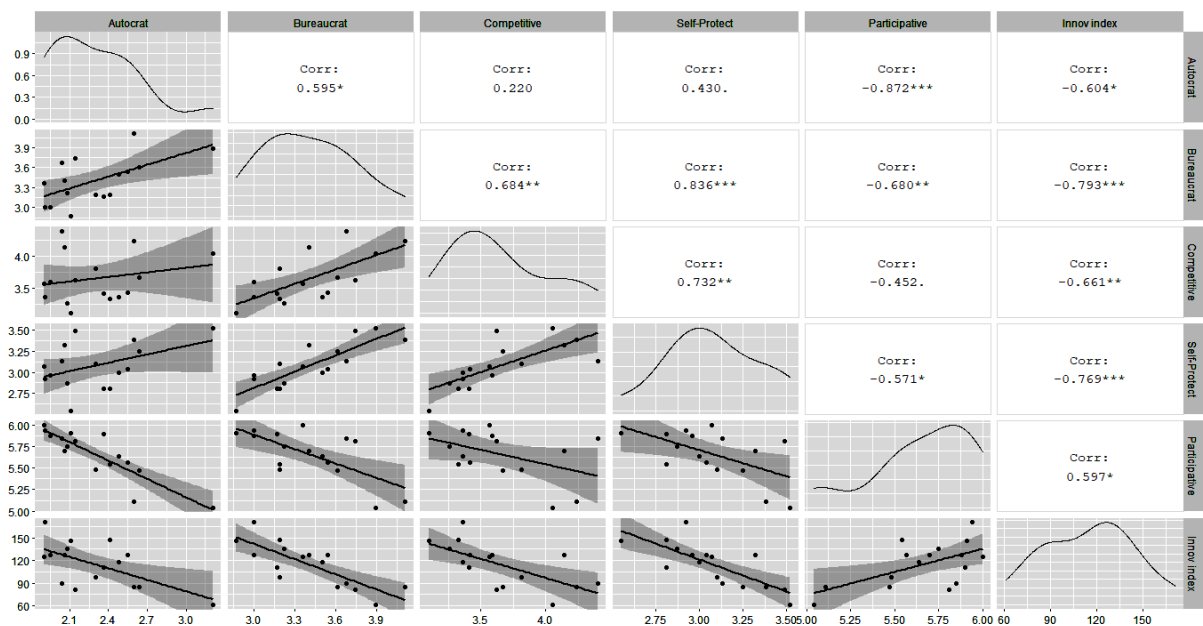 Autocrat Bureaucrat Competitive Self-Protect Participative Innov index
0.9
0.6
0.3
0.0
Corr:
0.595*
Corr:
0.220
Corr:
0.430.
Corr:
-0.872***
Corr:
-0.604*
Autocrat
3.9
3.6
3.3
3.0
Corr:
0.684**
Corr:
0.836***
Corr:
-0.680**
Corr:
-0.793***
Bureaucrat
4.0
3.5
Corr:
0.732**
Corr:
-0.452.
Corr:
-0.661**
Competitive
3.50
3.25
3.00
2.75
Corr:
-0.571*
Corr:
-0.769***
Self-Protect
6.00
5.75
5.50
5.25
5.00
Corr:
0.597*
Participative
150
120
90
60
Innov index
2.1 2.4 2.7 3.0 3.0 3.3 3.6 3.9 3.5 4.0 2.75 3.00 3.25 3.50 5.00 5.25 5.50 5.75 6.00 60 90 120 150